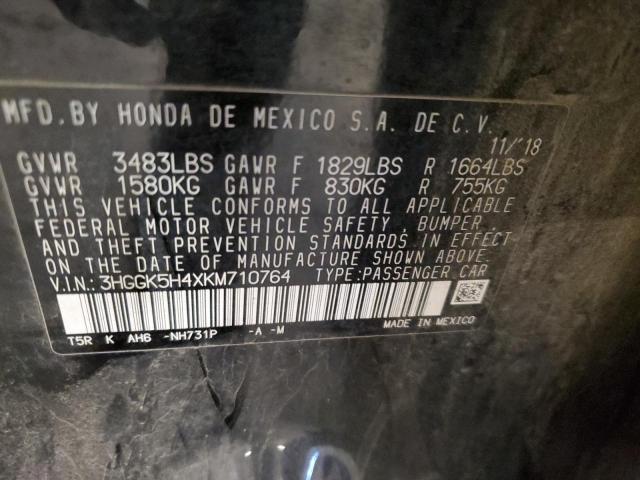 MFD. BY HONDA DE MEXICO S.A. DE C.V.
11/'18
GVWR 3483LBS GAWR F 1829LBS R 1664LBS
GVWR 1580KG GAWR F 830KG R 755KG
THIS VEHICLE CONFORMS TO ALL APPLICABLE
FEDERAL MOTOR VEHICLE SAFETY, BUMPER,
AND THEFT PREVENTION STANDARDS IN EFFECT
ON THE DATE OF MANUFACTURE SHOWN ABOVE.
V.I.N.: 3HGGK5H4XKM710764 TYPE: PASSENGER CAR
T5R K AH6 -NH731P -A -M MADE IN MEXICO